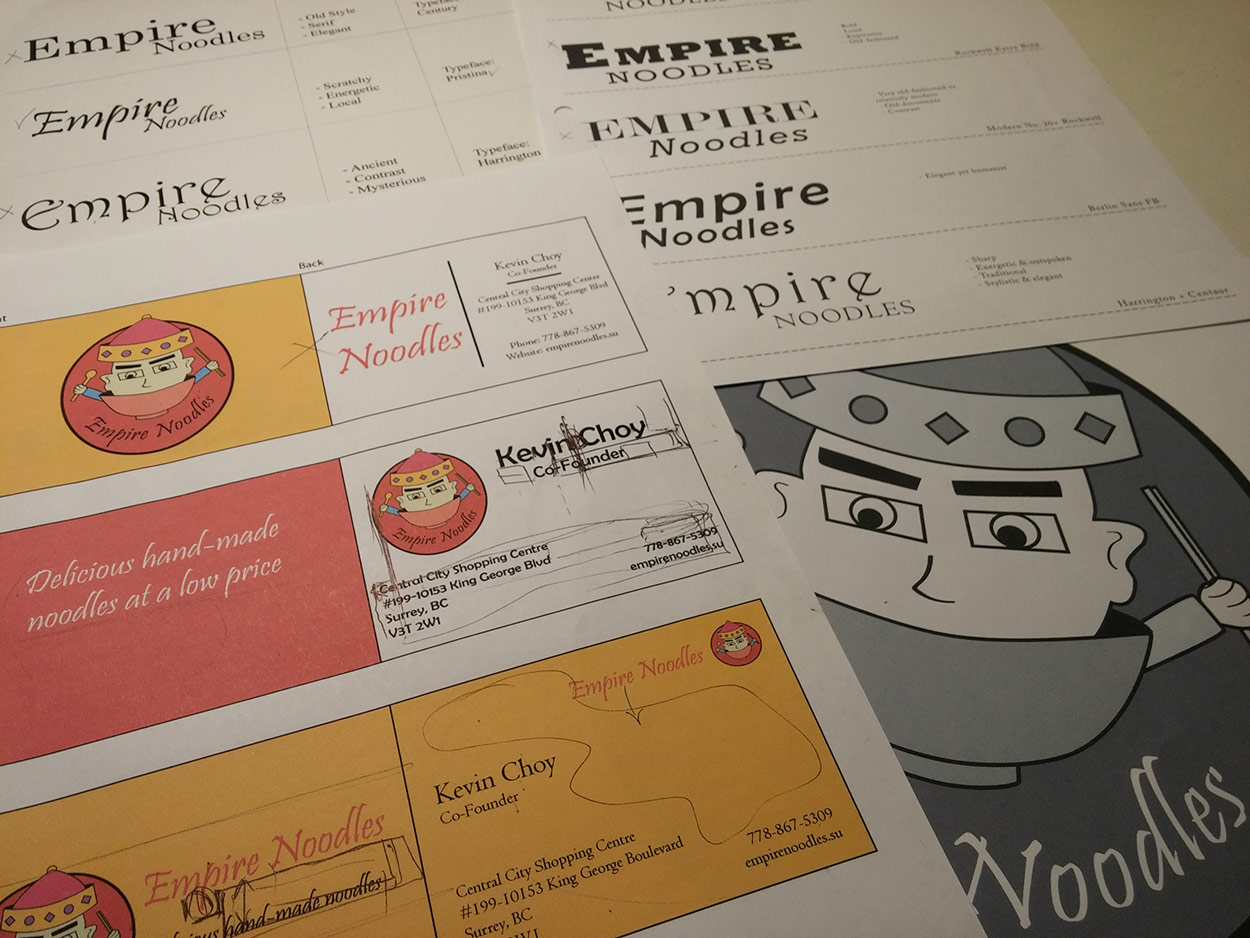 Empire
Noodles
- Old Style
- Serif
- Elegant
Typeface:
Century
Empire
Noodles
- Scratchy
- Energetic
- Local
Typeface:
Pristina
Empire
Noodles
- Ancient
- Contrast
- Mysterious
Typeface:
Harrington
NOODLES
EMPIRE
NOODLES
Bold
- Loud
- Expressive
- Old fashioned
Rockwell Extra Bold
EMPIRE
Noodles
Very old-fashioned vs.
relatively modern
Old documents
Contrast
Modern No. 20+ Rockwell
Empire
Noodles
- Elegant yet humanist
Berlin Sans FB
'mpire
NOODLES
- Sharp
- Energetic & outspoken
- Traditional
- Stylistic & elegant
Harrington + Centaur
Back
Empire Noodles
Empire
Noodles
Kevin Choy
Co-Founder
Central City Shopping Centre
#199-10153 King George Blvd
Surrey, BC
V3T 2W1
Phone: 778-867-5309
Website: empirenoodles.su
Delicious hand-made
noodles at a low price
Empire Noodles
Kevin Choy
Co-Founder
Central City Shopping Centre
#199-10153 King George Blvd
Surrey, BC
V3T 2W1
778-867-5309
empirenoodles.su
Empire Noodles
hand-made noodles
Empire Noodles
Kevin Choy
Co-Founder
Central City Shopping Centre
#199-10153 King George Boulevard
Surrey, BC
778-867-5309
empirenoodles.su
Noodles